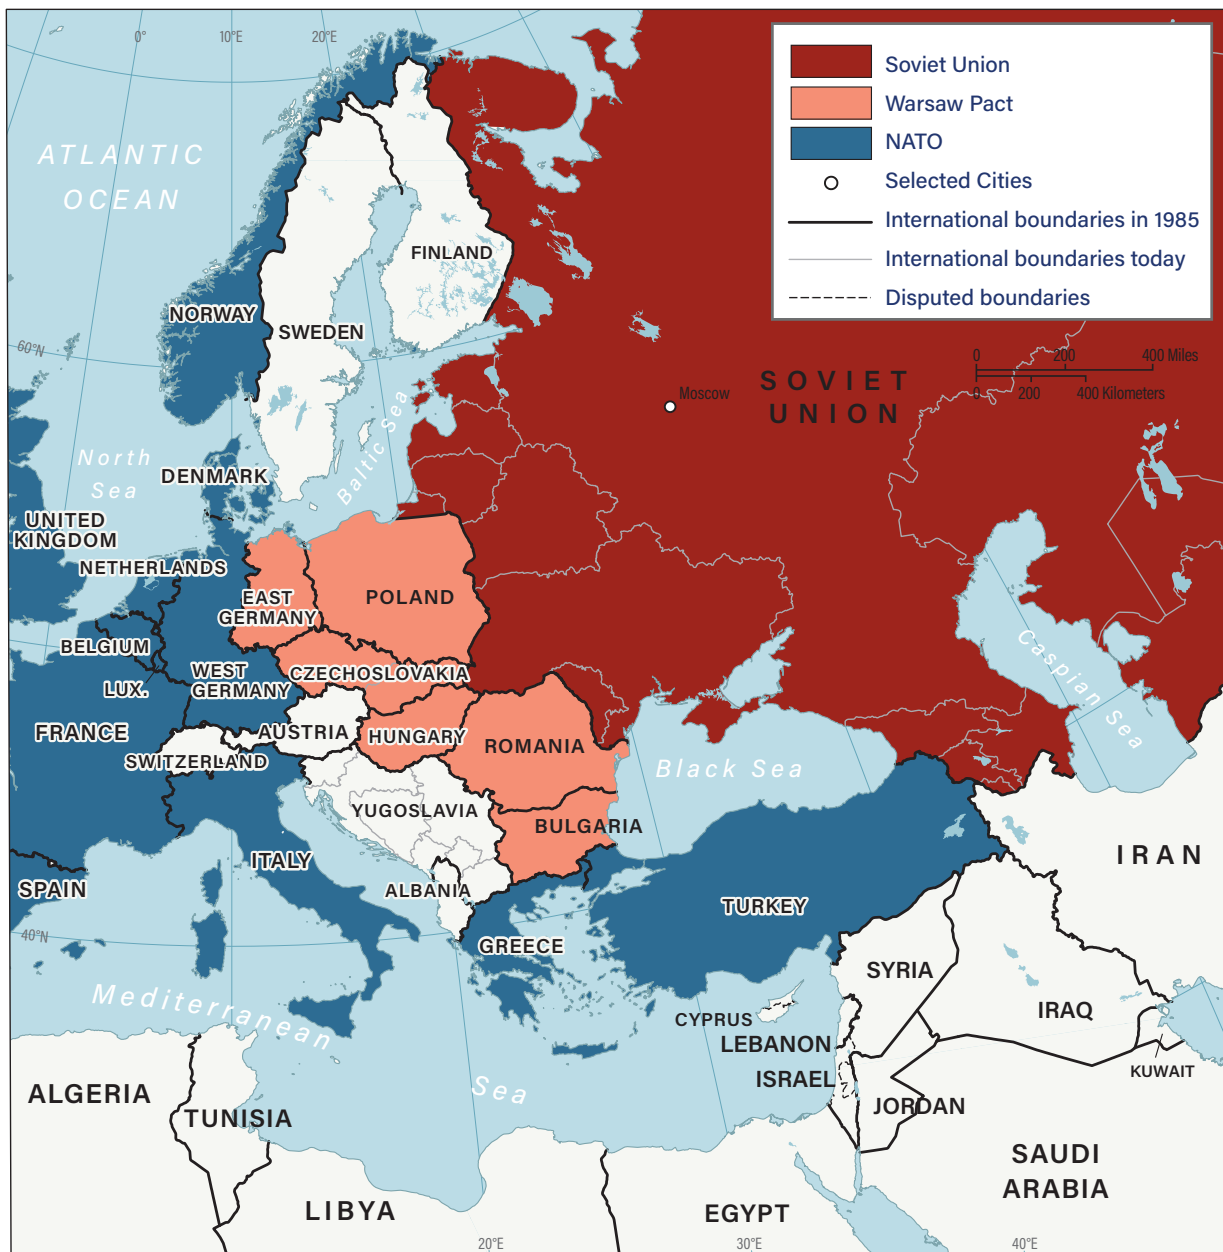 0°
10°E
20°E
Soviet Union
Warsaw Pact
NATO
Selected Cities
International boundaries in 1985
International boundaries today
Disputed boundaries
ATLANTIC
OCEAN
FINLAND
NORWAY
SWEDEN
60°N
0 200 400 Miles
0 200 400 Kilometers
SOVIET
UNION
Moscow
Baltic Sea
North
Sea
DENMARK
UNITED
KINGDOM
NETHERLANDS
EAST
GERMANY
POLAND
BELGIUM
LUX.
WEST
GERMANY
CZECHOSLOVAKIA
Caspian Sea
FRANCE
AUSTRIA
HUNGARY
ROMANIA
SWITZERLAND
Black Sea
YUGOSLAVIA
BULGARIA
ITALY
IRAN
SPAIN
ALBANIA
TURKEY
40°N
GREECE
SYRIA
Mediterranean
Sea
CYPRUS
IRAQ
LEBANON
KUWAIT
ISRAEL
ALGERIA
TUNISIA
JORDAN
SAUDI
ARABIA
LIBYA
EGYPT
20°E
30°E
40°E